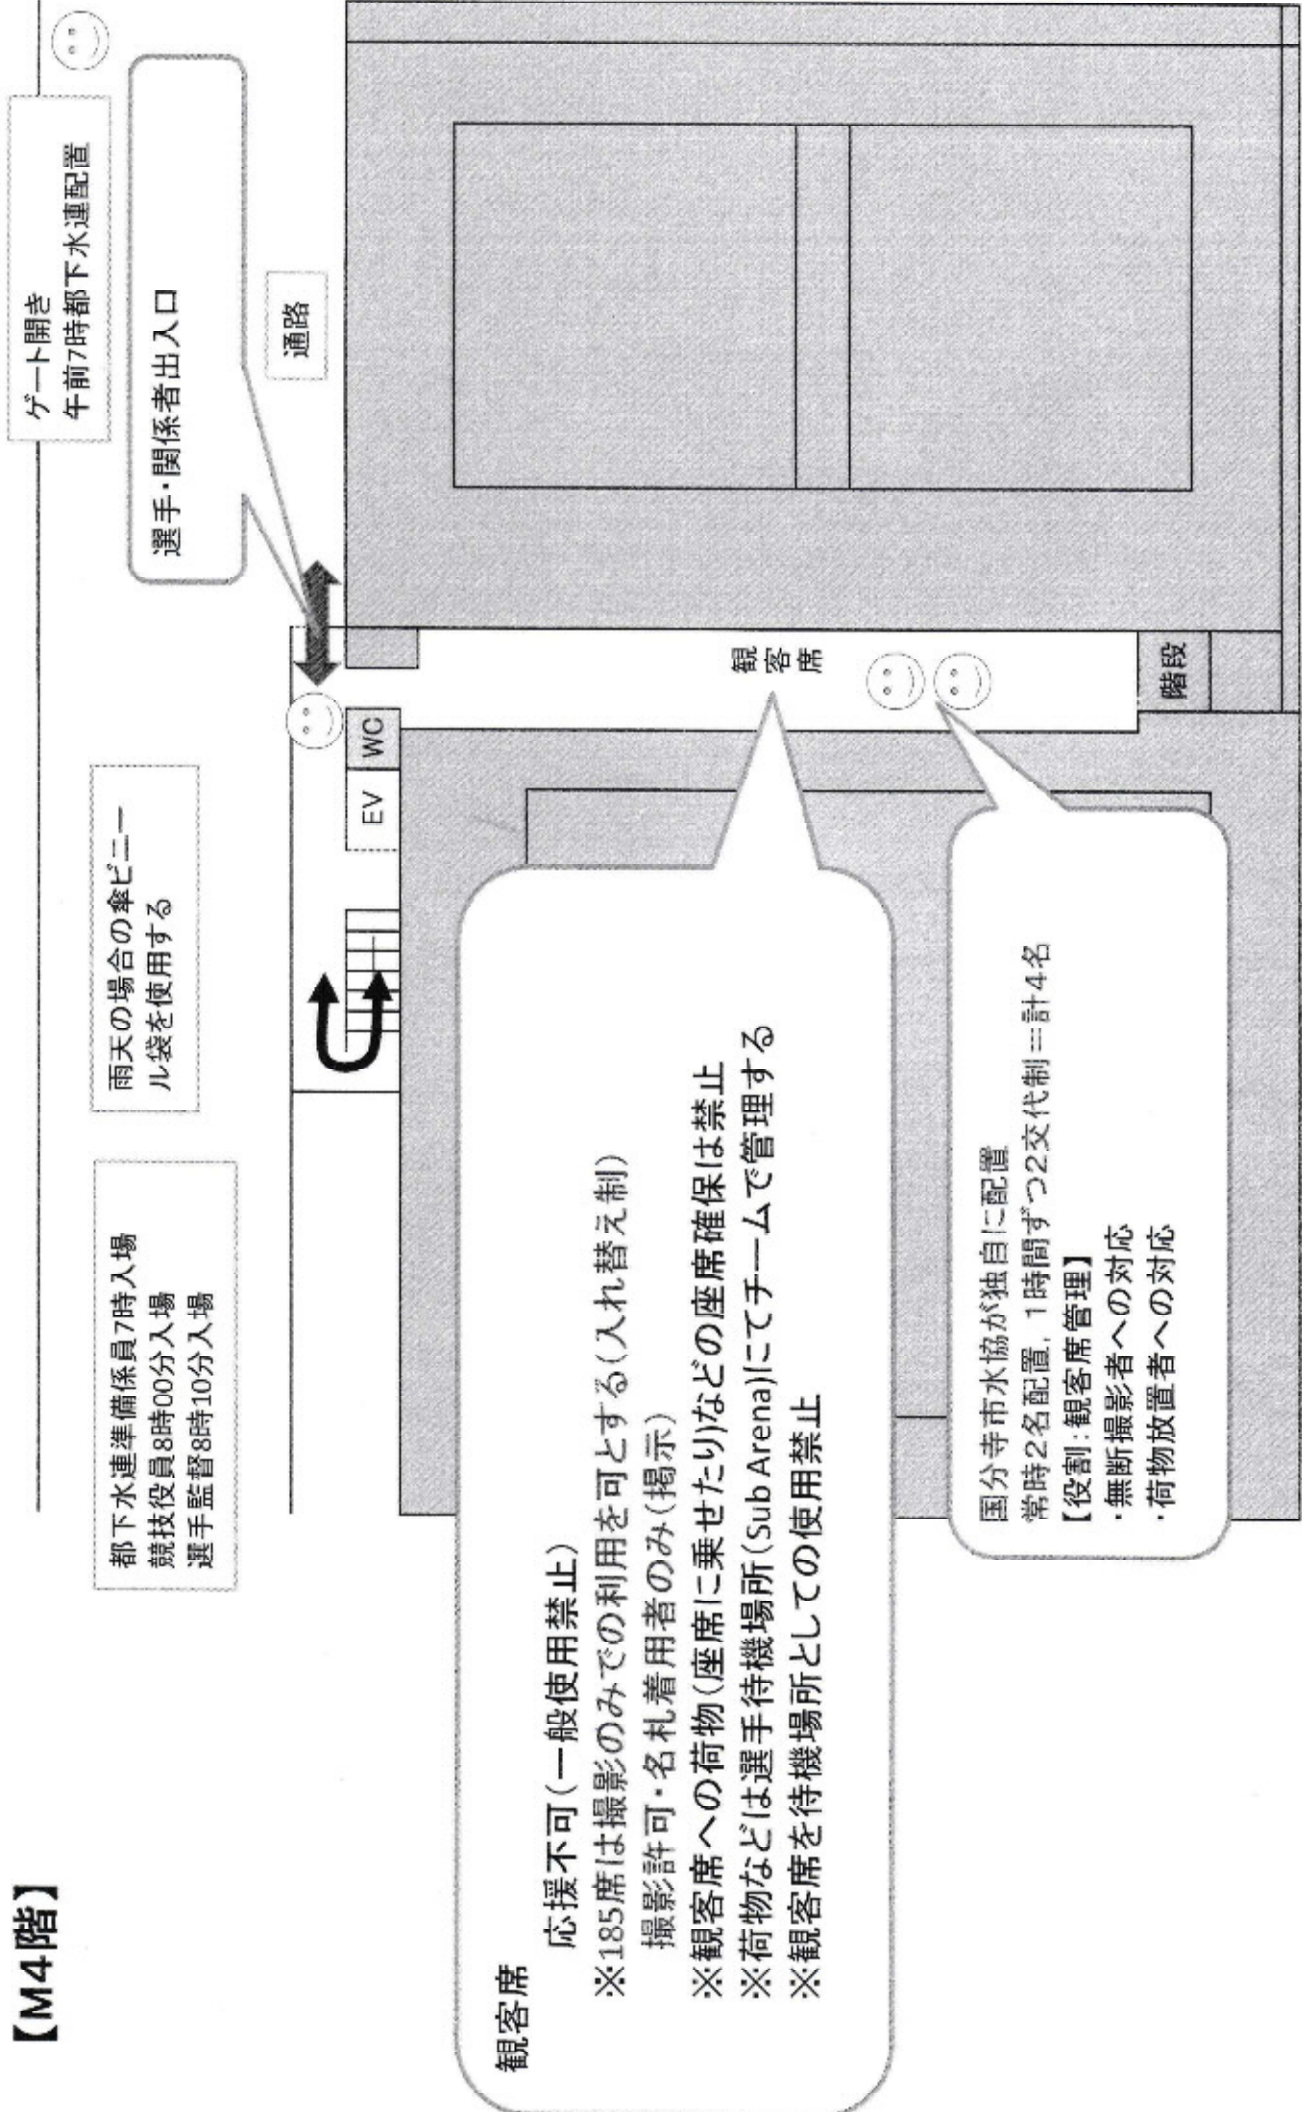 【M4階】
ゲート開き
午前7時都下水連配置
選手・関係者出入口
通路
雨天の場合の傘ビニー
ル袋を使用する
都下水連準備係員7時入場
競技役員8時00分入場
選手監督8時10分入場
EV
WC
観客席
階段
観客席
応援不可(一般使用禁止)
※185席は撮影のみでの利用を可とする(入れ替え制)
撮影許可・名札着用者のみ(掲示)
※観客席への荷物(座席に乗せたり)などの座席確保は禁止
※荷物などは選手待機場所(Sub Arena)にてチームで管理する
※観客席を待機場所としての使用禁止
国分寺市水協が独自に配置
常時2名配置，1時間ずつ2交代制＝計4名
【役割:観客席管理】
・無断撮影者への対応
・荷物放置者への対応